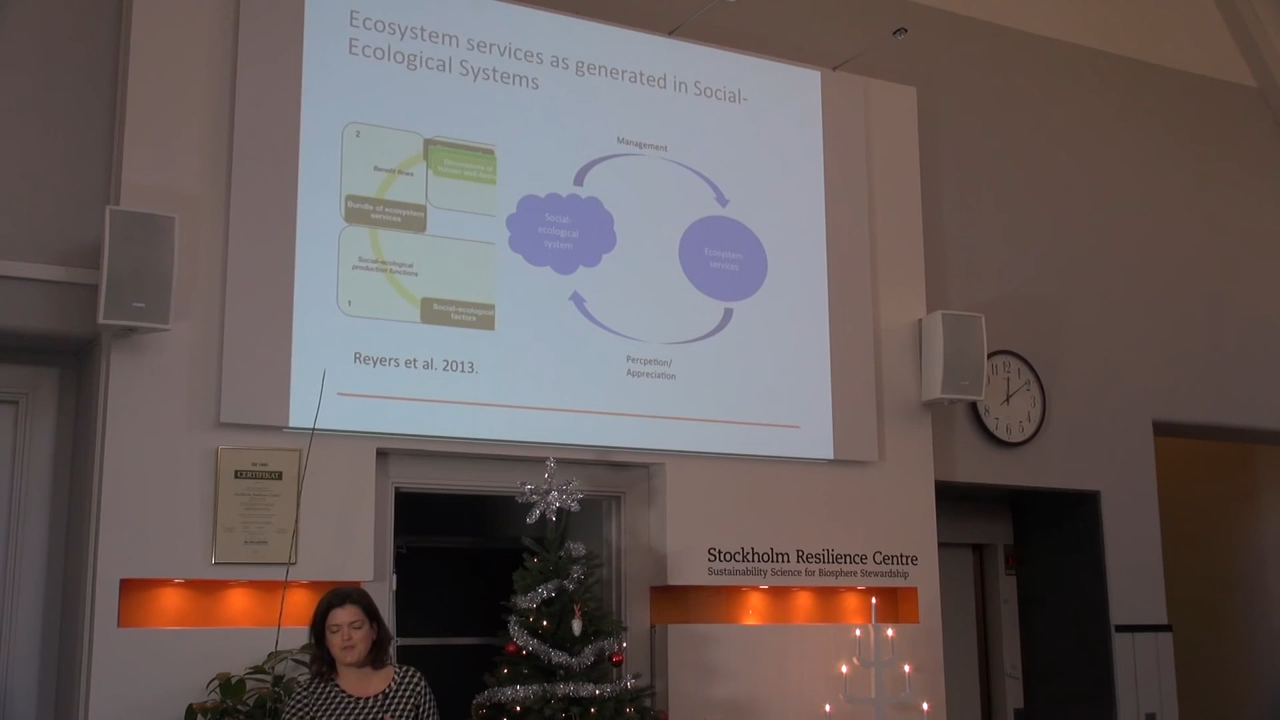 Ecosystem services as generated in Social-
Ecological Systems
2
Benefit flows
Bundle of ecosystem
services
Social-ecological
production functions
1
Social-ecological
factors
Management
Social-
ecological
system
Ecosystem
services
Percpetion/
Appreciation
Reyers et al. 2013.
CERTIFIKAT
Stockholm Resilience Centre
Sustainability Science for Biosphere Stewardship